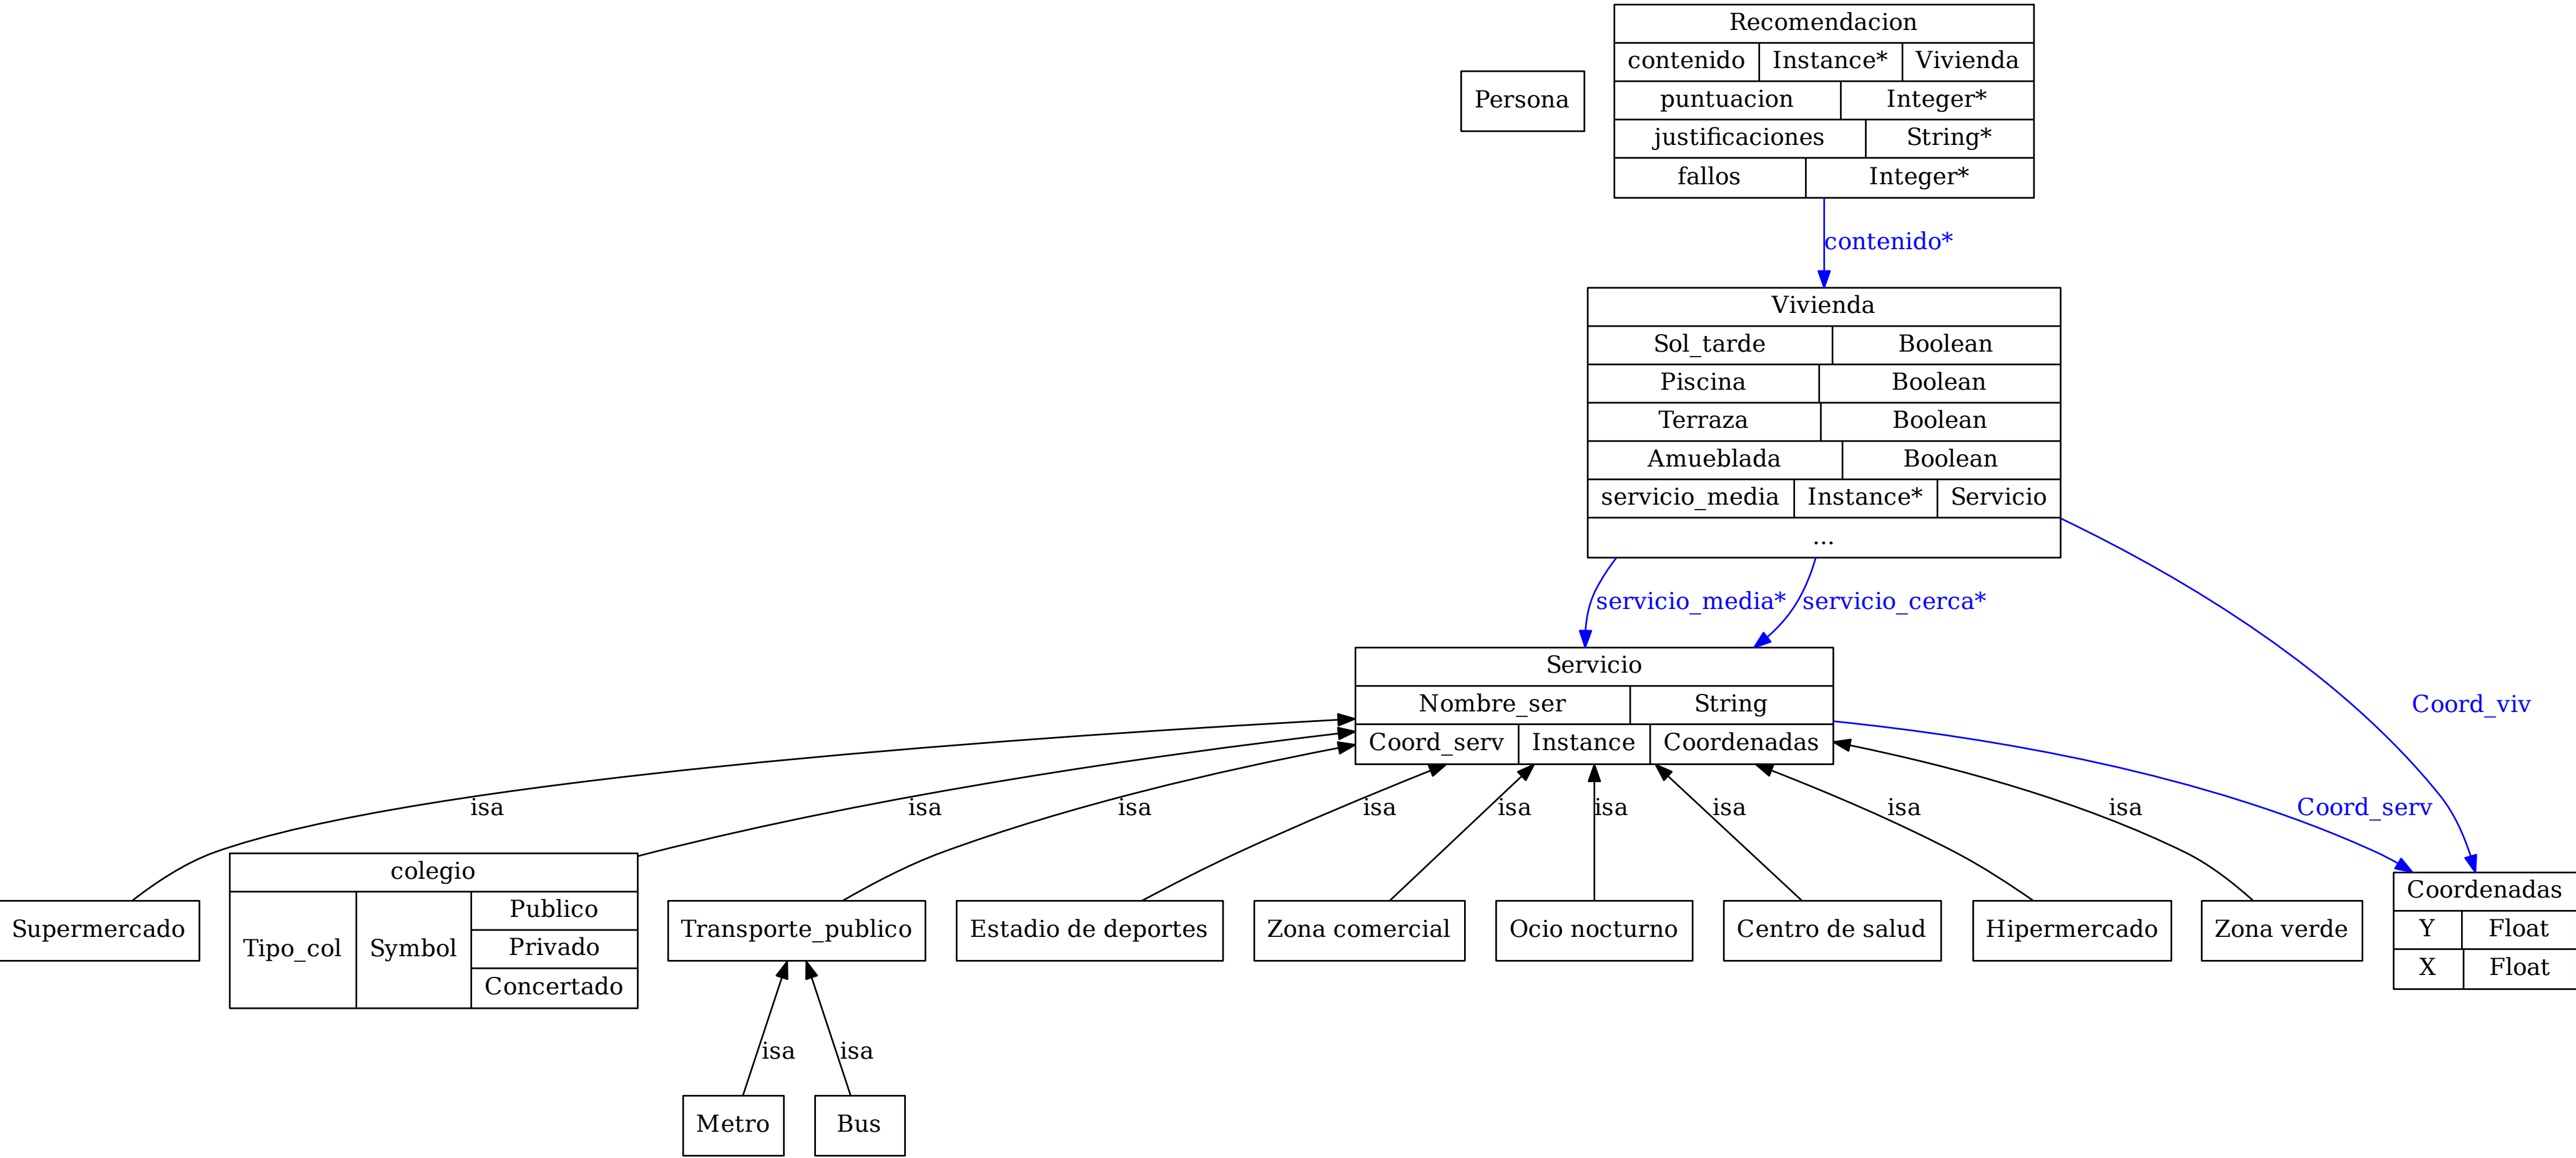 Recomendacion
contenido Instance* Vivienda
Persona
puntuacion Integer*
justificaciones String*
fallos Integer*
contenido*
Vivienda
Sol_tarde Boolean
Piscina Boolean
Terraza Boolean
Amueblada Boolean
servicio_media Instance* Servicio
...
servicio_media* servicio_cerca*
Servicio
Nombre_ser String
Coord_viv
Coord_serv Instance Coordenadas
isa isa isa isa isa isa isa isa isa Coord_serv
colegio
Tipo_col Symbol
Publico
Privado
Concertado
Supermercado
Transporte_publico
Estadio de deportes
Zona comercial
Ocio nocturno
Centro de salud
Hipermercado
Zona verde
Coordenadas
Y Float
X Float
isa isa
Metro Bus